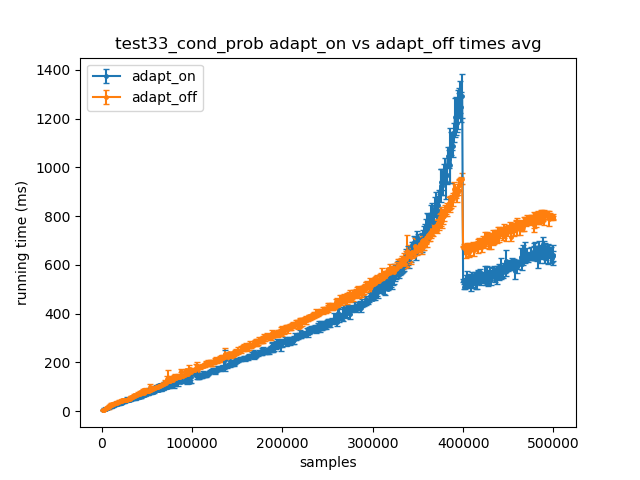 test33_cond_prob adapt_on vs adapt_off times avg
adapt_on
adapt_off
running time (ms)
1400
1200
1000
800
600
400
200
0
0 100000 200000 300000 400000 500000
samples